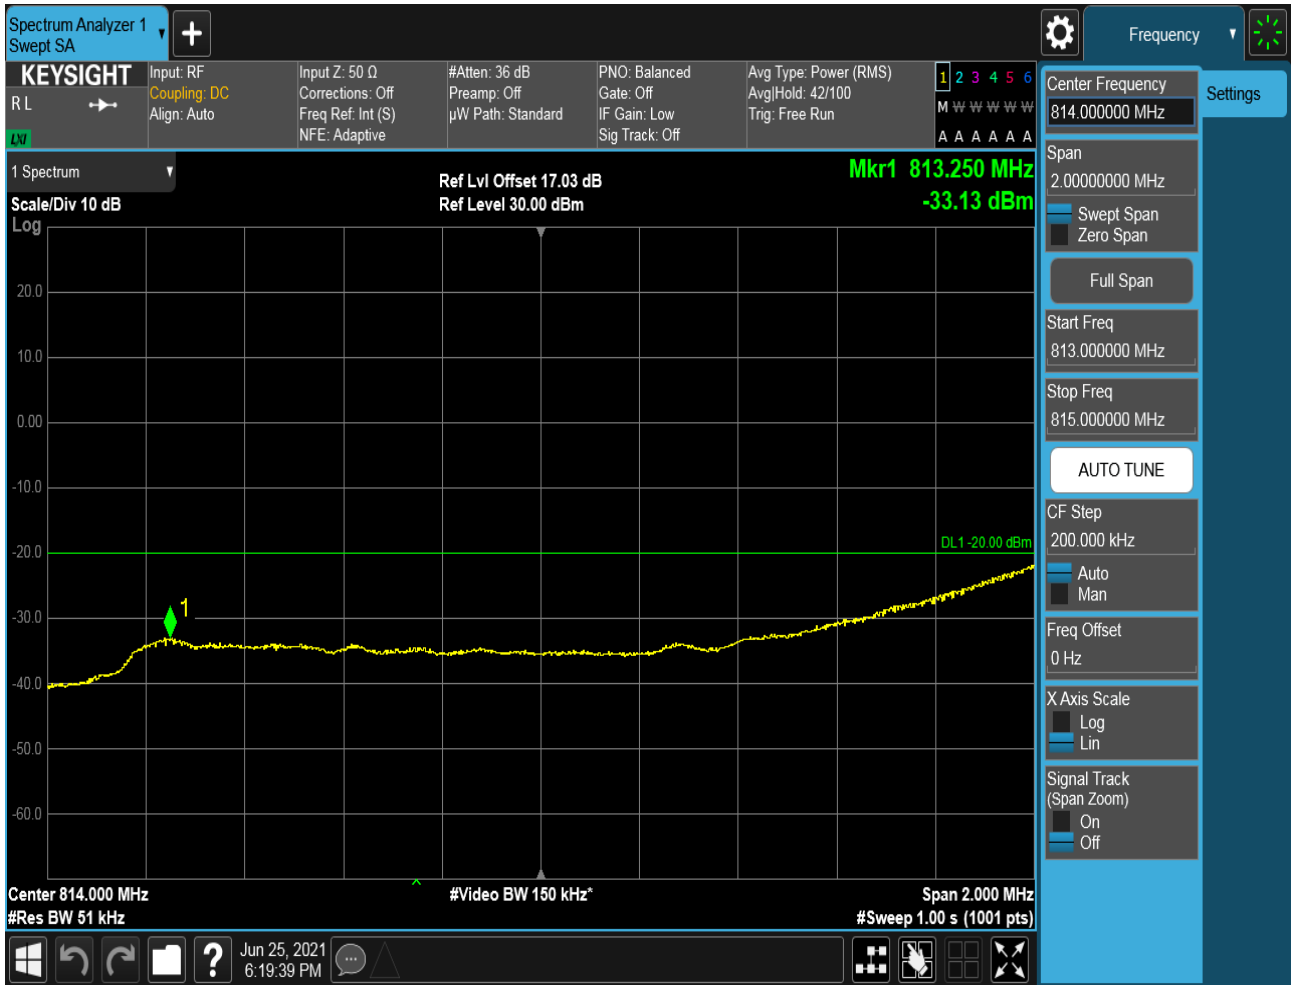 Spectrum Analyzer 1
Swept SA
Frequency
KEYSIGHT
R L
LXI
Input: RF
Coupling: DC
Align: Auto
Input Z: 50 Ω
Corrections: Off
Freq Ref: Int (S)
NFE: Adaptive
#Atten: 36 dB
Preamp: Off
µW Path: Standard
PNO: Balanced
Gate: Off
IF Gain: Low
Sig Track: Off
Avg Type: Power (RMS)
Avg|Hold: 42/100
Trig: Free Run
1 2 3 4 5 6
M W W W W W
A A A A A A
1 Spectrum
Scale/Div 10 dB
Log
Ref Lvl Offset 17.03 dB
Ref Level 30.00 dBm
Mkr1 813.250 MHz
-33.13 dBm
20.0
10.0
0.00
-10.0
-20.0
-30.0
-40.0
-50.0
-60.0
DL1 -20.00 dBm
1
Center 814.000 MHz
#Res BW 51 kHz
#Video BW 150 kHz*
Span 2.000 MHz
#Sweep 1.00 s (1001 pts)
?
Jun 25, 2021
6:19:39 PM
Center Frequency
814.000000 MHz
Settings
Span
2.00000000 MHz
Swept Span
Zero Span
Full Span
Start Freq
813.000000 MHz
Stop Freq
815.000000 MHz
AUTO TUNE
CF Step
200.000 kHz
Auto
Man
Freq Offset
0 Hz
X Axis Scale
Log
Lin
Signal Track
(Span Zoom)
On
Off